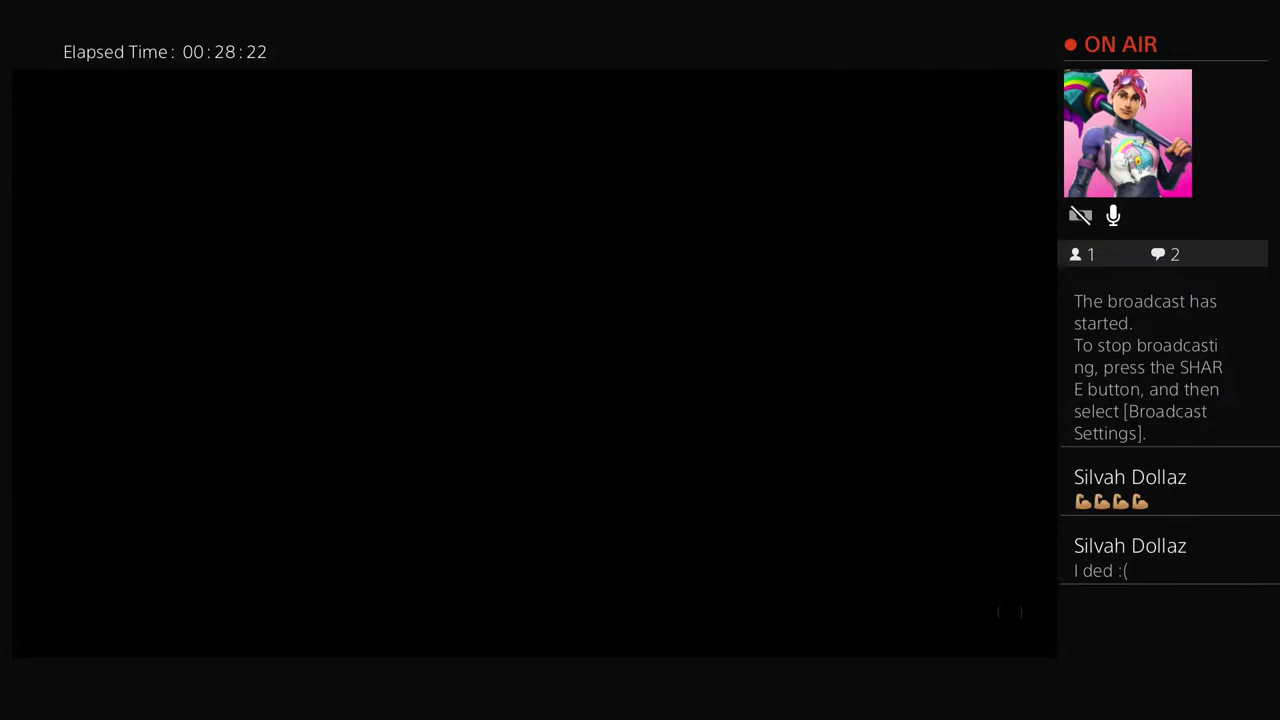 Elapsed Time: 00:28:22
ON AIR
1 2
The broadcast has
started.
To stop broadcasti
ng, press the SHAR
E button, and then
select [Broadcast
Settings].
Silvah Dollaz
💪🏽💪🏽💪🏽💪🏽
Silvah Dollaz
I ded :(